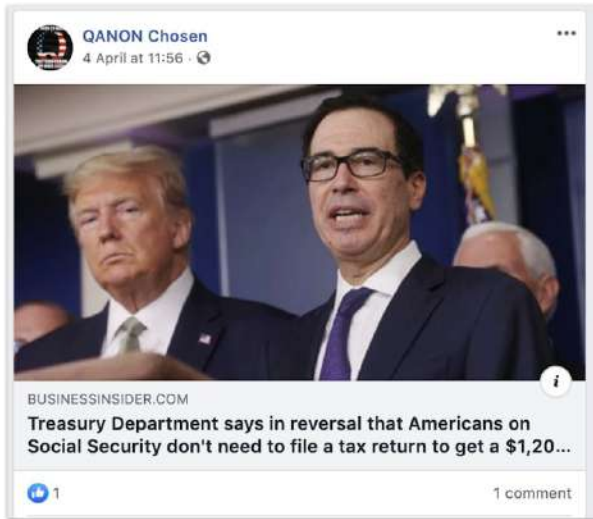 QANON Chosen
4 April at 11:56 ·
BUSINESSINSIDER.COM
Treasury Department says in reversal that Americans on
Social Security don't need to file a tax return to get a $1,20...
1
1 comment